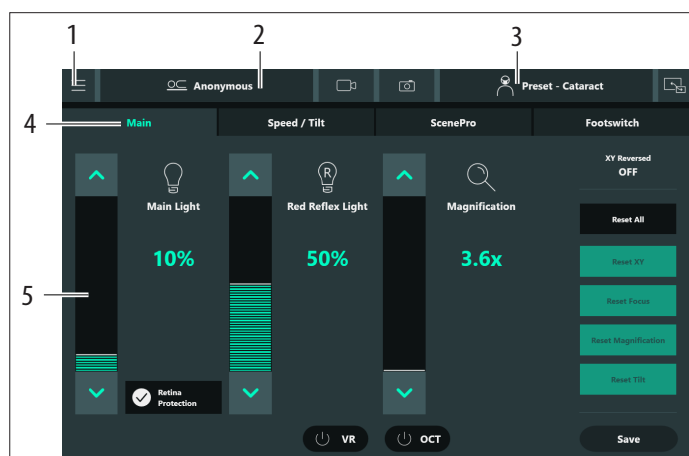 1
2
3
Anonymous
Preset - Cataract
4
Main
Speed / Tilt
ScenePro
Footswitch
XY Reversed
OFF
Main Light
R
Red Reflex Light
Magnification
Reset All
10%
50%
3.6x
Reset XY
5
Reset Focus
Reset Magnification
Reset Tilt
Retina
Protection
VR
OCT
Save